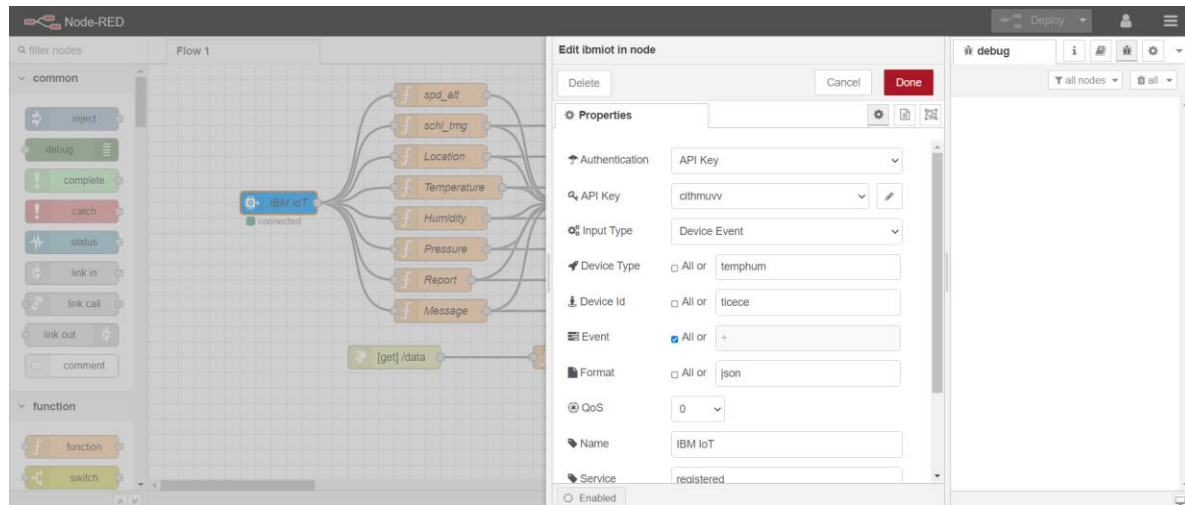 Node-RED
Deploy
filter nodes
common
inject
debug
complete
catch
status
link in
link call
link out
comment
function
function
switch
Flow 1
IBM IoT
connected
spd_alt
schl_tmg
Location
Temperature
Humidity
Pressure
Report
Message
[get] /data
Edit ibmiot in node
Delete
Cancel
Done
Properties
Authentication
API Key
API Key
cithmuvv
Input Type
Device Event
Device Type
All or
temphum
Device Id
All or
ticece
Event
All or
+
Format
All or
json
QoS
0
Name
IBM IoT
Service
registered
Enabled
debug
i
all nodes
all